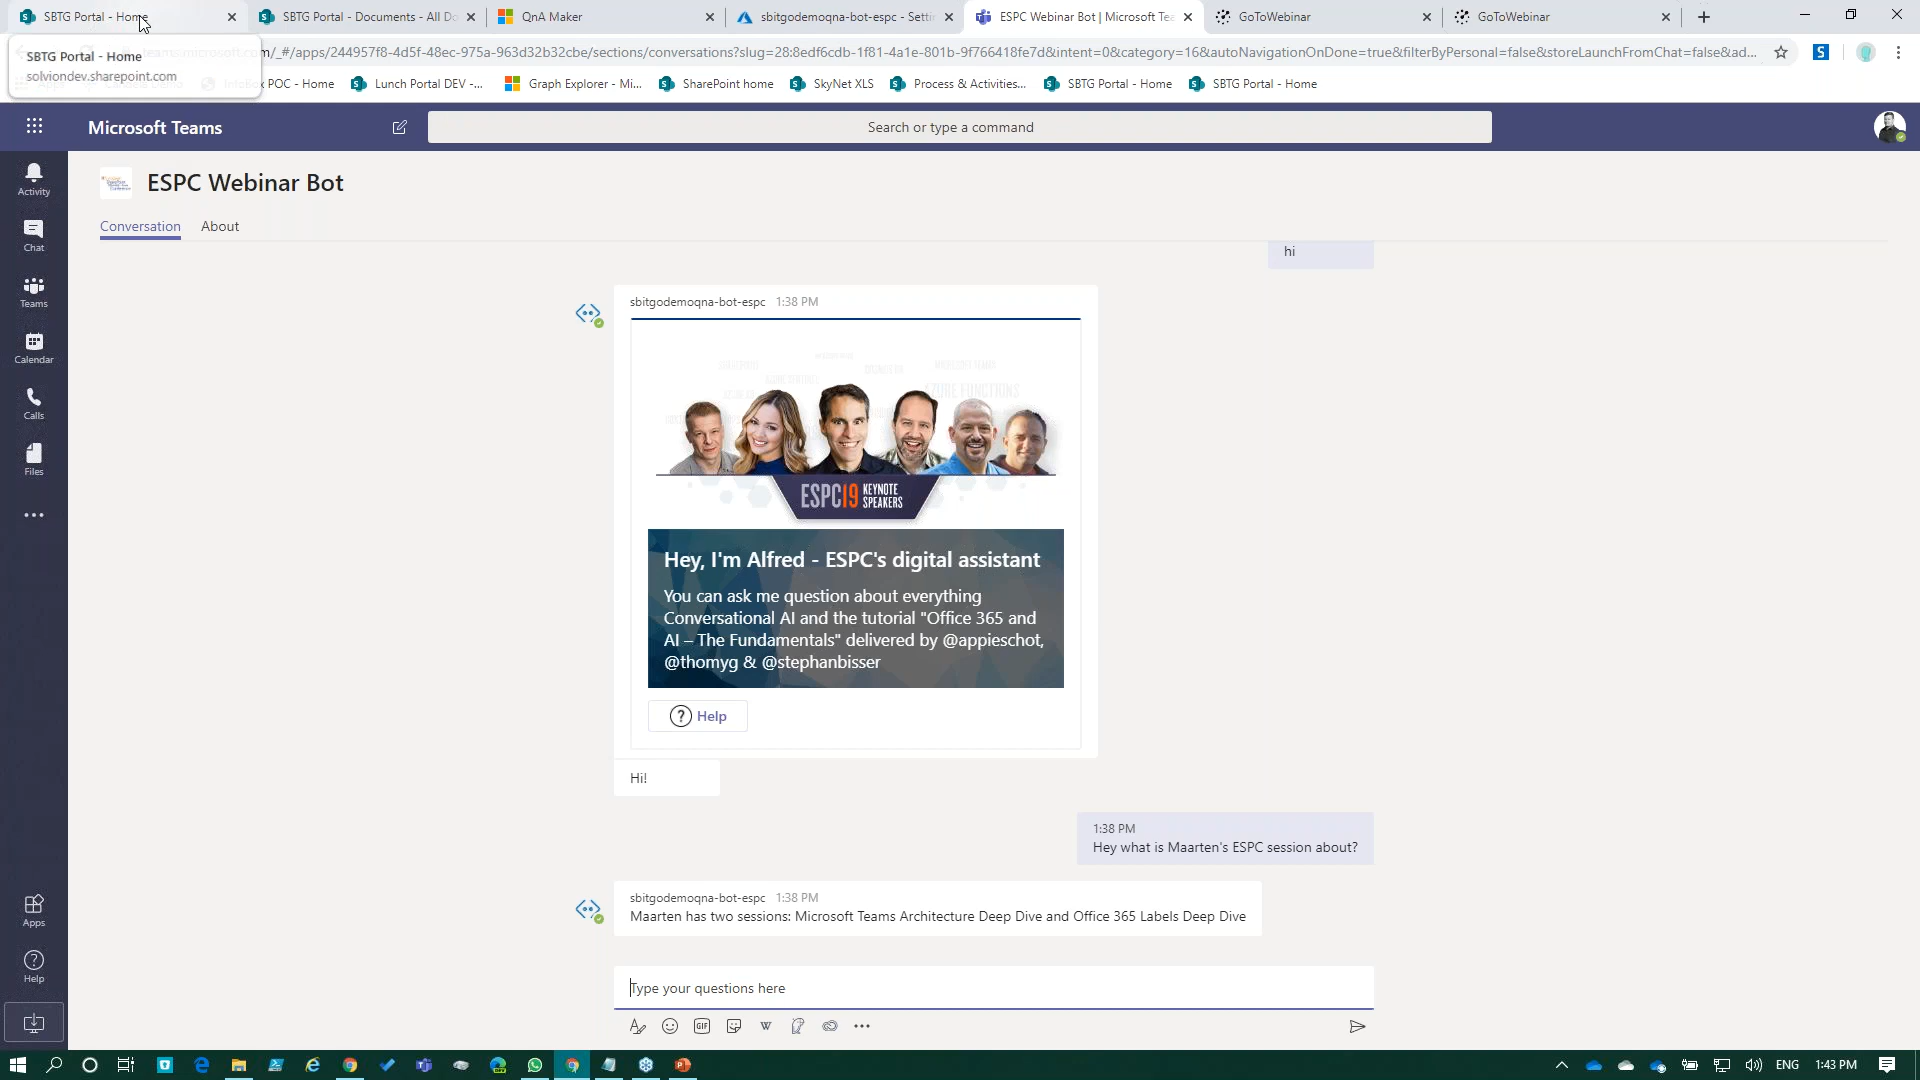 SBTG Portal - Home
SBTG Portal - Documents - All Do
QnA Maker
sbitgodemoqna-bot-espc - Setti
ESPC Webinar Bot | Microsoft Tea
GoToWebinar
GoToWebinar
teams.microsoft.com/_#/apps/244957f8-4d5f-48ec-975a-963d32b32cbe/sections/conversations?slug=28:8edf6cdb-1f81-4a1e-801b-9f766418fe7d&intent=0&category=16&autoNavigationOnDone=true&filterByPersonal=false&storeLaunchFromChat=false&ad...
SBTG Portal - Home
solviondev.sharepoint.com
POC - Home
Lunch Portal DEV -...
Graph Explorer - Mi...
SharePoint home
SkyNet XLS
Process & Activities...
SBTG Portal - Home
SBTG Portal - Home
Microsoft Teams
Search or type a command
Activity
Chat
Teams
Calendar
Calls
Files
Apps
Help
ESPC Webinar Bot
Conversation
About
hi
sbitgodemoqna-bot-espc 1:38 PM
ESPC19 KEYNOTE SPEAKERS
Hey, I'm Alfred - ESPC's digital assistant
You can ask me question about everything
Conversational AI and the tutorial "Office 365 and
AI – The Fundamentals" delivered by @appieschot,
@thomyg & @stephanbisser
Help
Hi!
1:38 PM
Hey what is Maarten's ESPC session about?
sbitgodemoqna-bot-espc 1:38 PM
Maarten has two sessions: Microsoft Teams Architecture Deep Dive and Office 365 Labels Deep Dive
Type your questions here
GIF
ENG
1:43 PM